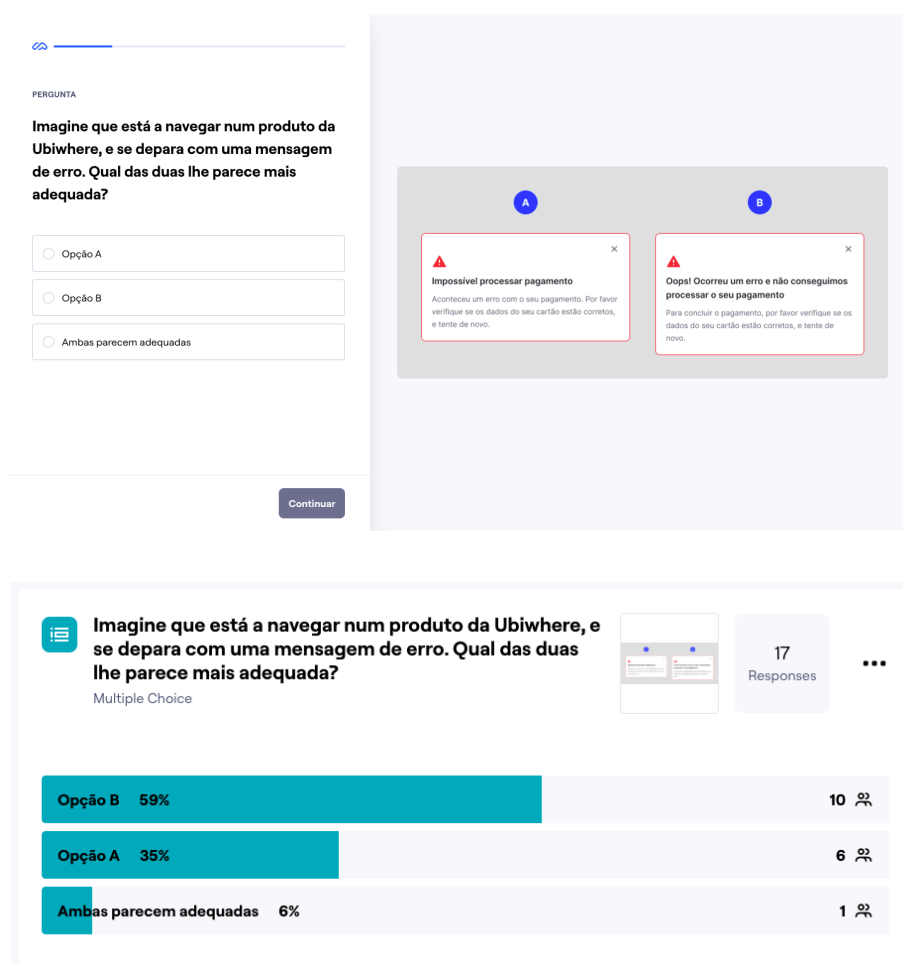 PERGUNTA
Imagine que está a navegar num produto da
Ubiwhere, e se depara com uma mensagem
de erro. Qual das duas lhe parece mais
adequada?
Opção A
Opção B
Ambas parecem adequadas
Continuar
A
Impossível processar pagamento
Aconteceu um erro com o seu pagamento. Por favor
verifique se os dados do seu cartão estão corretos,
e tente de novo.
B
Oops! Ocorreu um erro e não conseguimos
processar o seu pagamento
Para concluir o pagamento, por favor verifique se os
dados do seu cartão estão corretos, e tente de
novo.
Imagine que está a navegar num produto da Ubiwhere, e
se depara com uma mensagem de erro. Qual das duas
lhe parece mais adequada?
Multiple Choice
17
Responses
Opção B 59% 10
Opção A 35% 6
Ambas parecem adequadas 6% 1